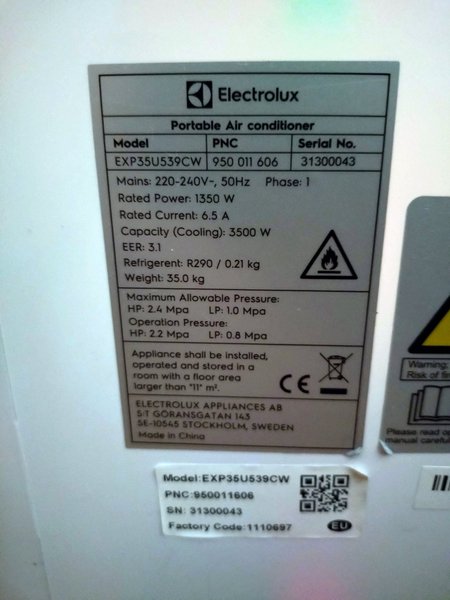 Electrolux
Portable Air conditioner
Model PNC Serial No.
EXP35U539CW 950 011 606 31300043
Mains: 220-240V~, 50Hz Phase: 1
Rated Power: 1350 W
Rated Current: 6.5 A
Capacity (Cooling): 3500 W
EER: 3.1
Refrigerent: R290 / 0.21 kg
Weight: 35.0 kg
Maximum Allowable Pressure:
HP: 2.4 Mpa LP: 1.0 Mpa
Operation Pressure:
HP: 2.2 Mpa LP: 0.8 Mpa
Appliance shall be installed,
operated and stored in a
room with a floor area
larger than "11" m².
CE
ELECTROLUX APPLIANCES AB
S:T GÖRANSGATAN 143
SE-10545 STOCKHOLM, SWEDEN
Made in China
Model:EXP35U539CW
PNC:950011606
SN: 31300043
Factory Code:1110697
EU
Warning,
Risk of
Please read
manual